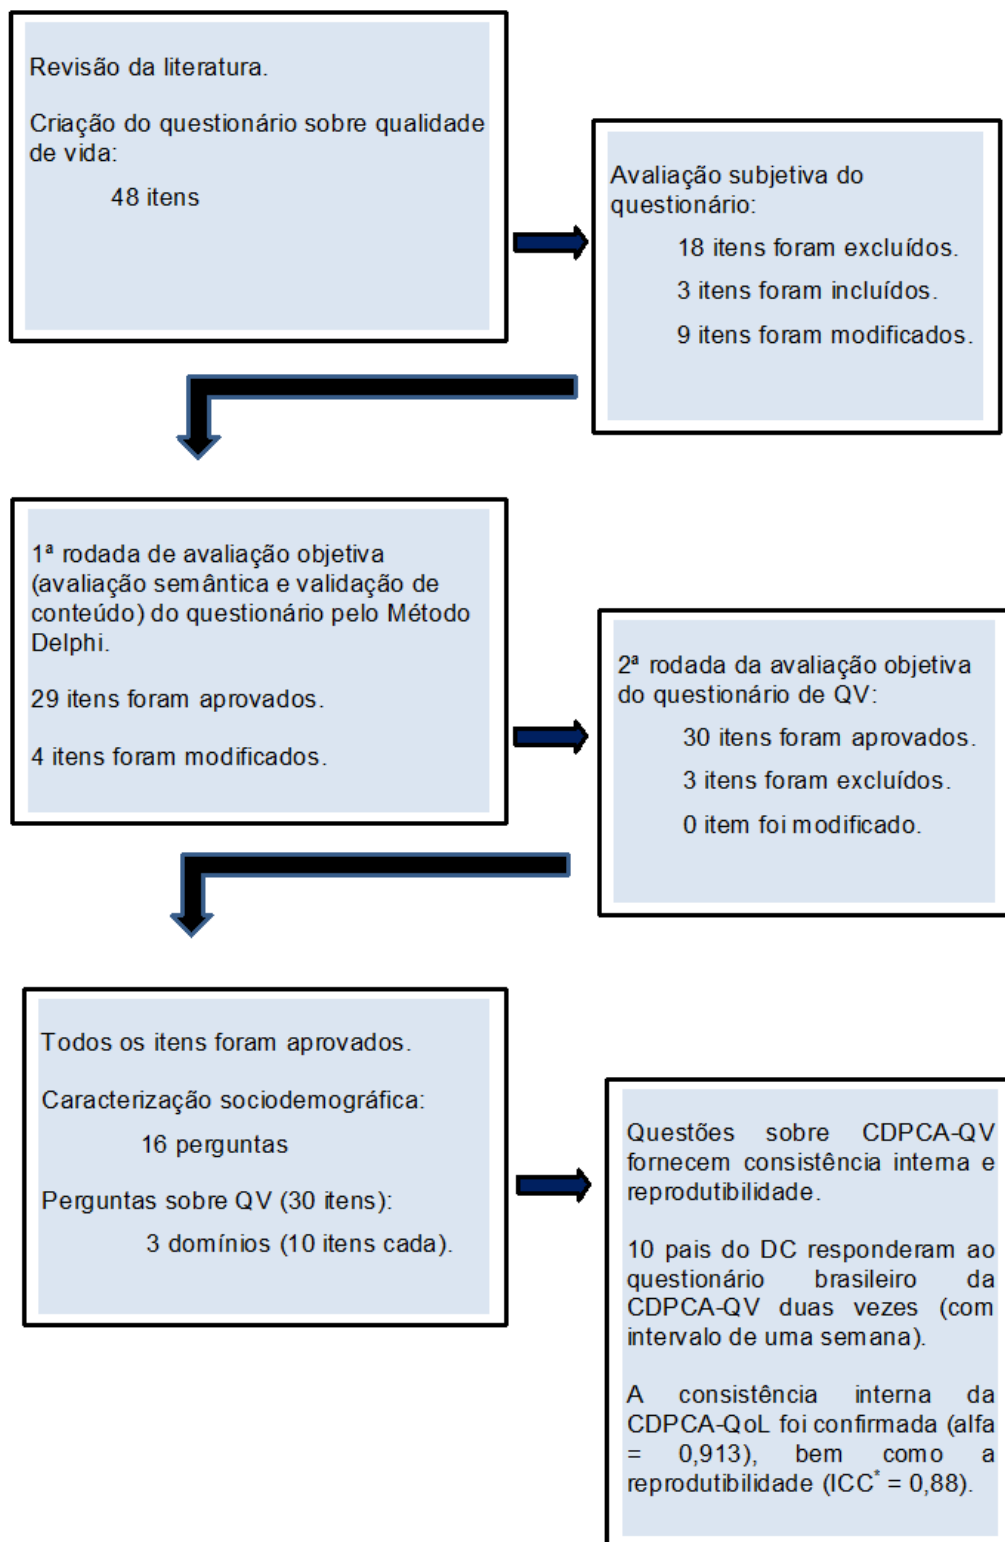 Revisão da literatura.
Criação do questionário sobre qualidade
de vida:
48 itens
Avaliação subjetiva do
questionário:
18 itens foram excluídos.
3 itens foram incluídos.
9 itens foram modificados.
1ª rodada de avaliação objetiva
(avaliação semântica e validação de
conteúdo) do questionário pelo Método
Delphi.
29 itens foram aprovados.
4 itens foram modificados.
2ª rodada da avaliação objetiva
do questionário de QV:
30 itens foram aprovados.
3 itens foram excluídos.
0 item foi modificado.
Todos os itens foram aprovados.
Caracterização sociodemográfica:
16 perguntas
Perguntas sobre QV (30 itens):
3 domínios (10 itens cada).
Questões sobre CDPCA-QV
fornecem consistência interna e
reprodutibilidade.
10 pais do DC responderam ao
questionário brasileiro da
CDPCA-QV duas vezes (com
intervalo de uma semana).
A consistência interna da
CDPCA-QoL foi confirmada (alfa
= 0,913), bem como a
reprodutibilidade (ICC* = 0,88).